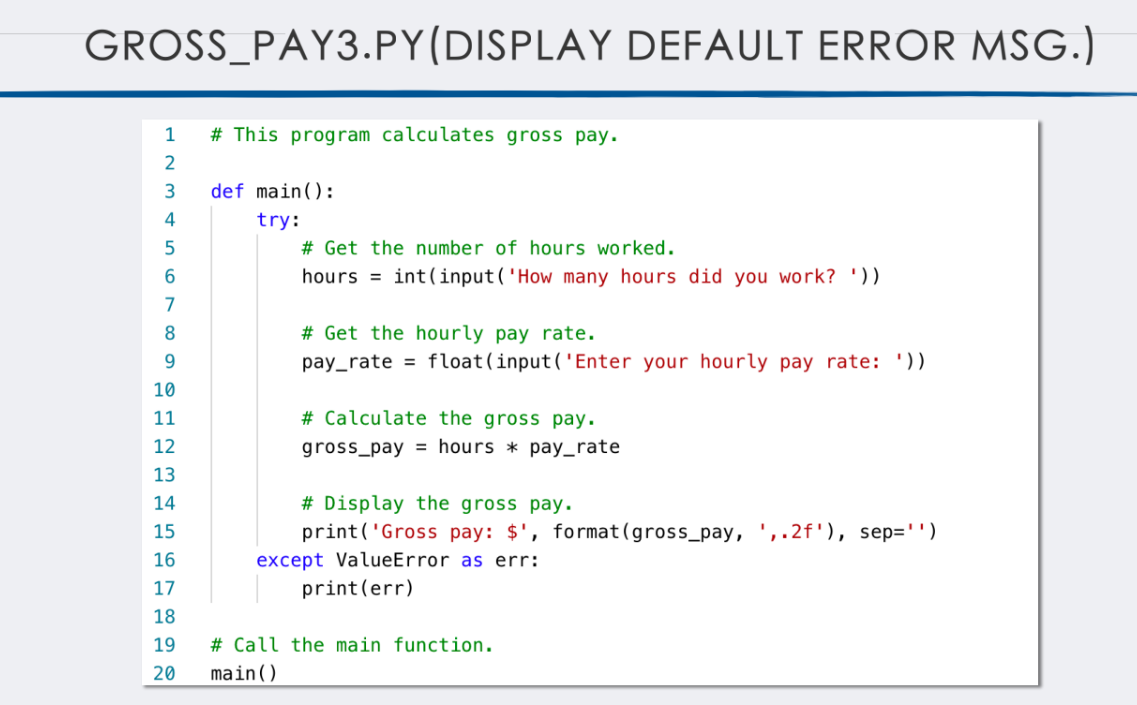 GROSS_PAY3.PY(DISPLAY DEFAULT ERROR MSG.)
1 # This program calculates gross pay.
2
3 def main():
4     try:
5         # Get the number of hours worked.
6         hours = int(input('How many hours did you work? '))
7
8         # Get the hourly pay rate.
9         pay_rate = float(input('Enter your hourly pay rate: '))
10
11         # Calculate the gross pay.
12         gross_pay = hours * pay_rate
13
14         # Display the gross pay.
15         print('Gross pay: $', format(gross_pay, ',.2f'), sep='')
16     except ValueError as err:
17         print(err)
18
19 # Call the main function.
20 main()